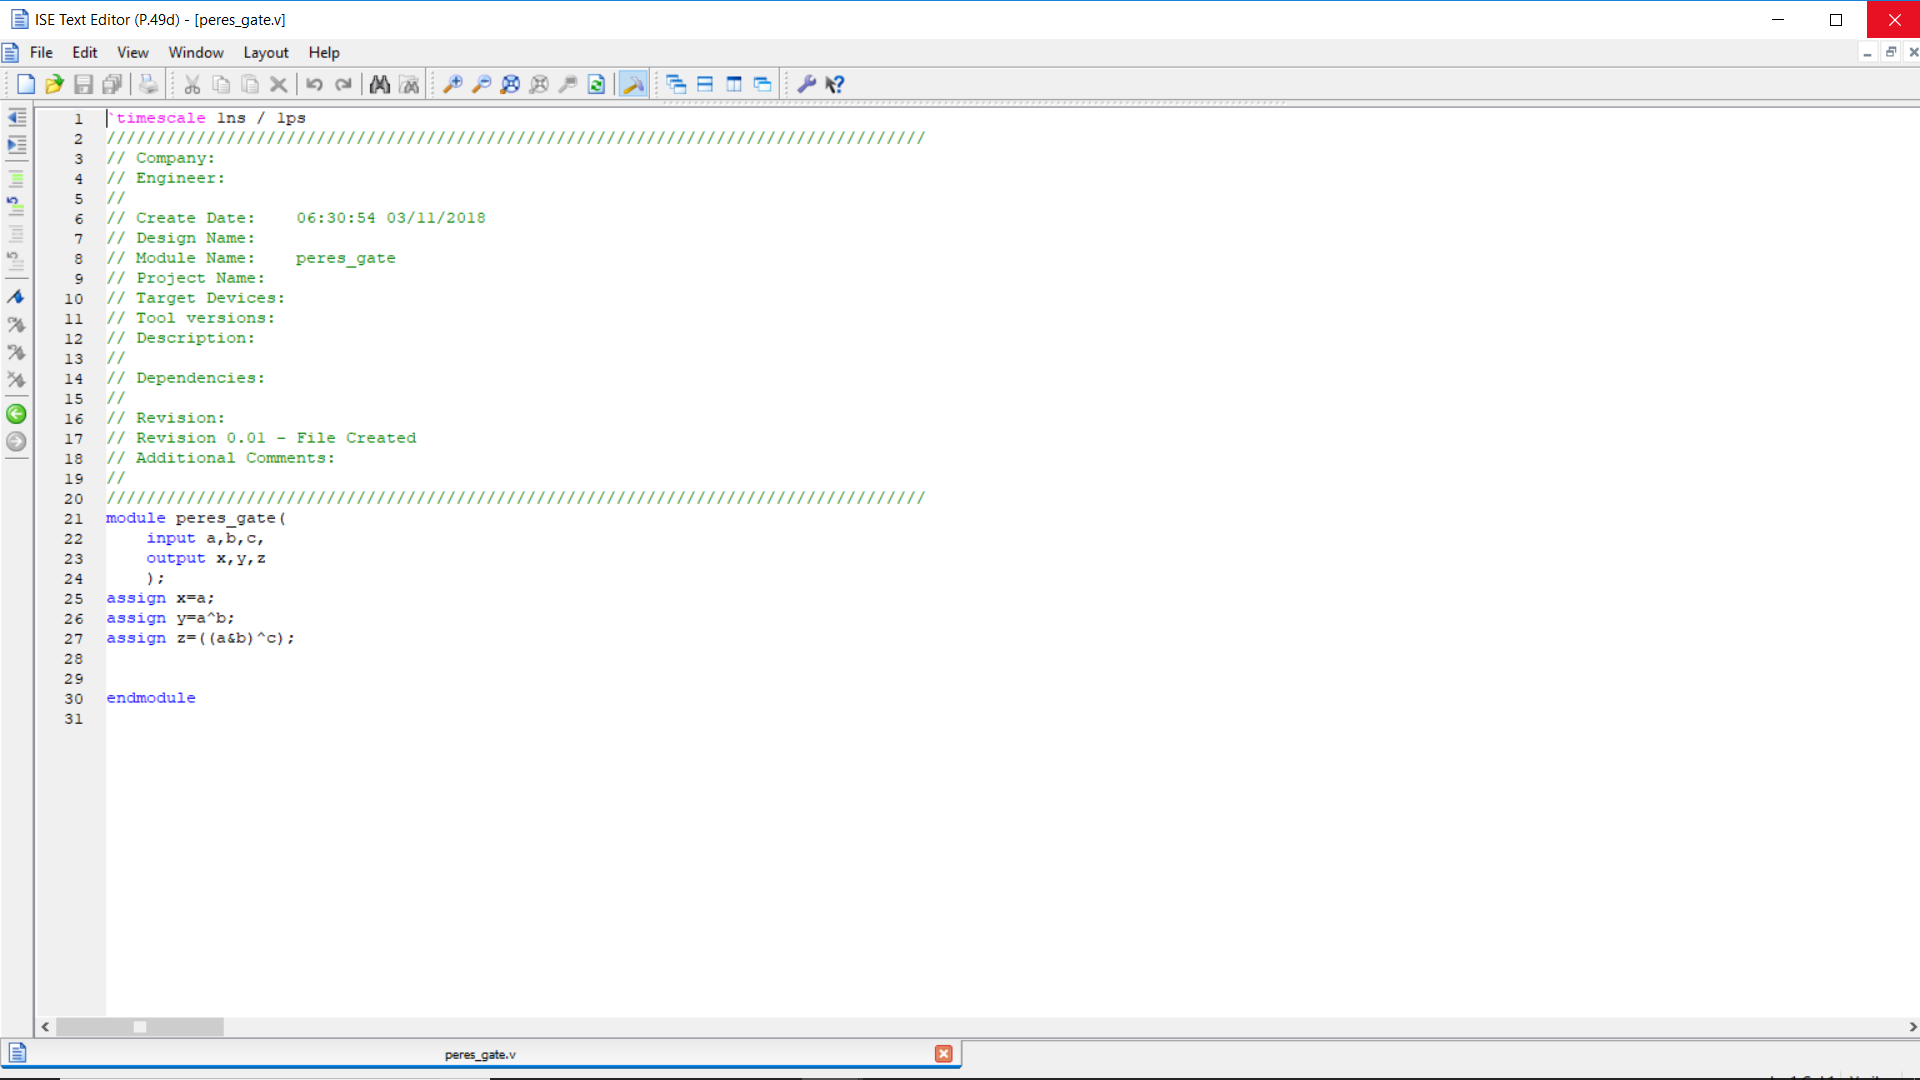 ISE Text Editor (P.49d) - [peres_gate.v]
File Edit View Window Layout Help
1 `timescale 1ns / 1ps
2 //////////////////////////////////////////////////////////////////////////////////
3 // Company:
4 // Engineer:
5 //
6 // Create Date:    06:30:54 03/11/2018
7 // Design Name:
8 // Module Name:    peres_gate
9 // Project Name:
10 // Target Devices:
11 // Tool versions:
12 // Description:
13 //
14 // Dependencies:
15 //
16 // Revision:
17 // Revision 0.01 - File Created
18 // Additional Comments:
19 //
20 //////////////////////////////////////////////////////////////////////////////////
21 module peres_gate(
22     input a,b,c,
23     output x,y,z
24     );
25 assign x=a;
26 assign y=a^b;
27 assign z=((a&b)^c);
28
29
30 endmodule
31
peres_gate.v